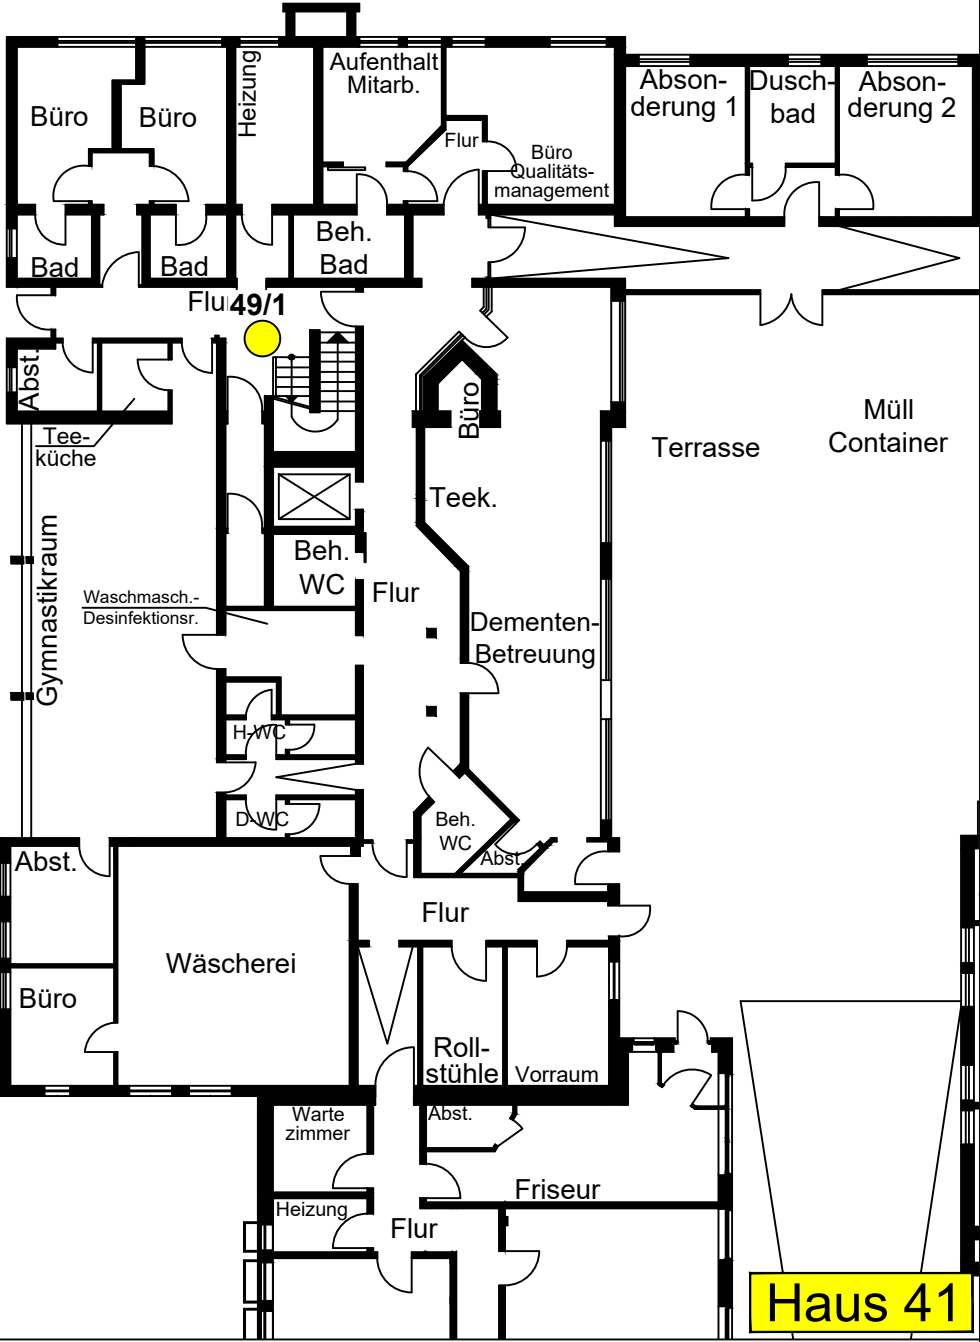 Büro
Büro
Heizung
Aufenthalt
Mitarb.
Flur
Büro
Qualitäts-
management
Abson-
derung 1
Dusch-
bad
Abson-
derung 2
Bad
Bad
Beh.
Bad
Flu
49/1
Abst.
Tee-
küche
Büro
Müll
Container
Terrasse
Teek.
Gymnastikraum
Beh.
WC
Flur
Waschmasch.-
Desinfektionsr.
Dementen-
Betreuung
H-WC
D-WC
Beh.
WC
Abst.
Abst.
Flur
Wäscherei
Büro
Roll-
stühle
Vorraum
Warte
zimmer
Abst.
Friseur
Heizung
Flur
Haus 41